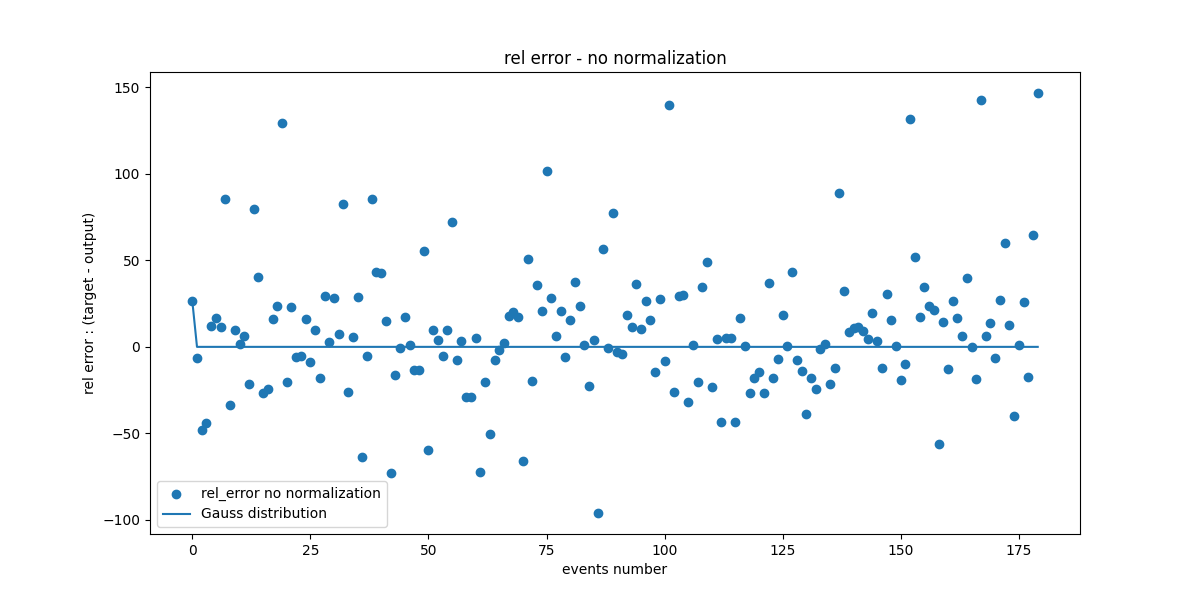 rel error - no normalization
150
100
50
0
−50
−100
rel error : (target - output)
rel_error no normalization
Gauss distribution
0 25 50 75 100 125 150 175
events number